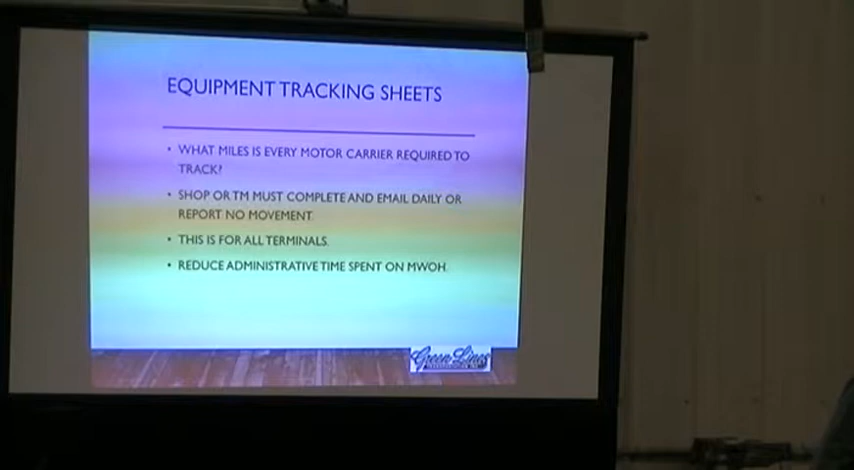 EQUIPMENT TRACKING SHEETS
• WHAT MILES IS EVERY MOTOR CARRIER REQUIRED TO
TRACK?
• SHOP OR TM MUST COMPLETE AND EMAIL DAILY OR
REPORT NO MOVEMENT.
• THIS IS FOR ALL TERMINALS.
• REDUCE ADMINISTRATIVE TIME SPENT ON MWOH.
Green Lines